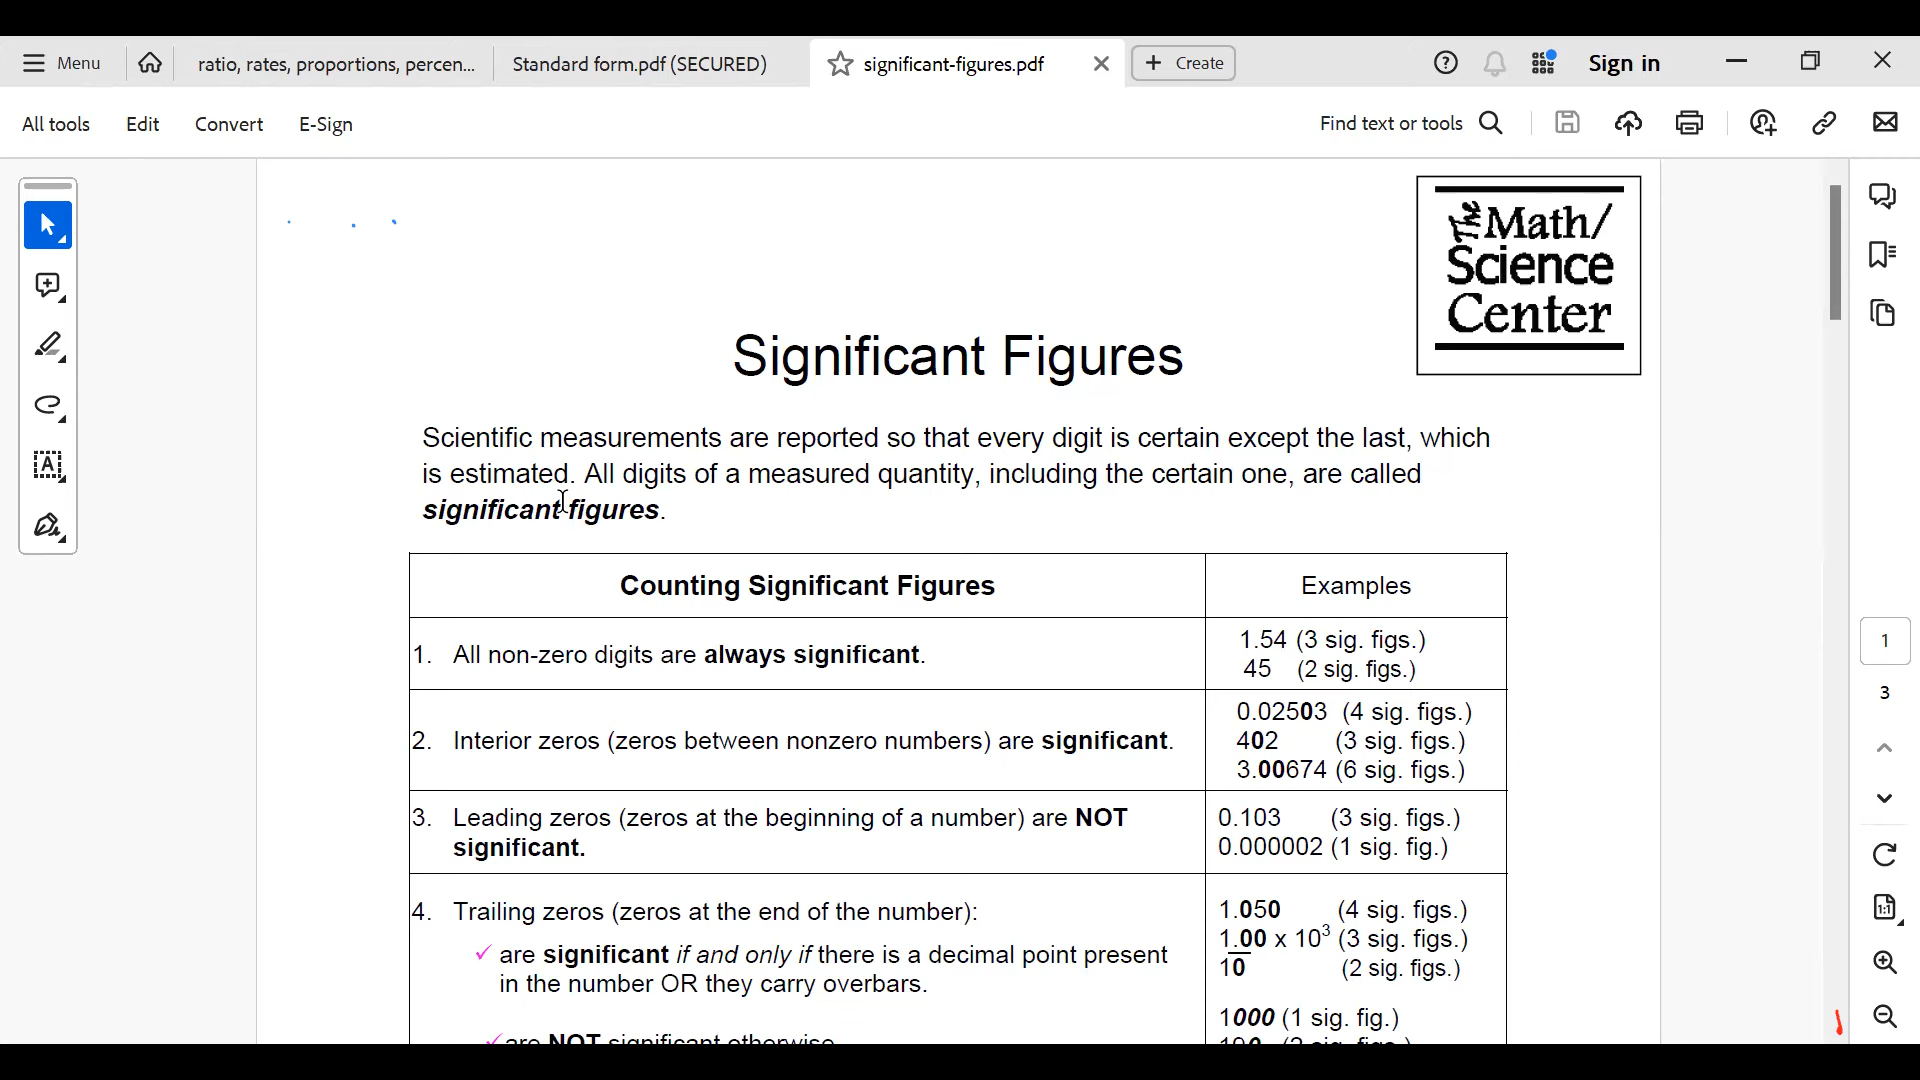 Menu
ratio, rates, proportions, percen...
Standard form.pdf (SECURED)
significant-figures.pdf
Create
Sign in
All tools
Edit
Convert
E-Sign
Find text or tools
Math/
Science
Center
Significant Figures
Scientific measurements are reported so that every digit is certain except the last, which
is estimated. All digits of a measured quantity, including the certain one, are called
significant figures.
Counting Significant Figures
Examples
1. All non-zero digits are always significant.
1.54 (3 sig. figs.)
45 (2 sig. figs.)
2. Interior zeros (zeros between nonzero numbers) are significant.
0.02503 (4 sig. figs.)
402 (3 sig. figs.)
3.00674 (6 sig. figs.)
3. Leading zeros (zeros at the beginning of a number) are NOT
significant.
0.103 (3 sig. figs.)
0.000002 (1 sig. fig.)
4. Trailing zeros (zeros at the end of the number):
✓ are significant if and only if there is a decimal point present
in the number OR they carry overbars.
✓ are NOT significant otherwise
1.050 (4 sig. figs.)
1.00 x 10³ (3 sig. figs.)
10 (2 sig. figs.)
1000 (1 sig. fig.)
1
3